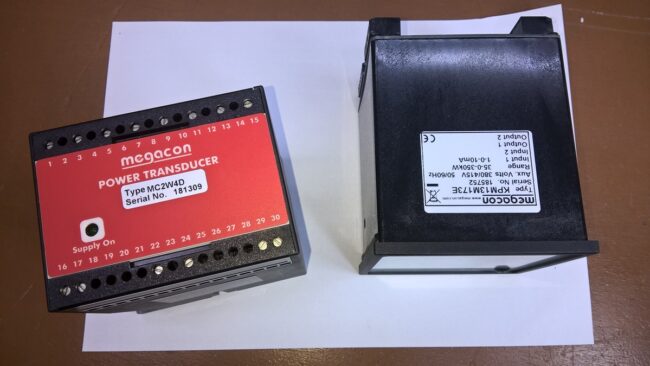 1 2 3 4 5 6 7 8 9 10 11 12 13 14 15
megacon
POWER TRANSDUCER
Type MC2W4D
Serial No. 181309
Supply On
16 17 18 19 20 21 22 23 24 25 26 27 28 29 30
megacon
Type KPM13M173E
Serial No. 185752
Aux. Volts 380/415V 50/60Hz
Range 35-0-350kW
Input 1 1-0-10mA
Input 2
Output 1
Output 2
CE